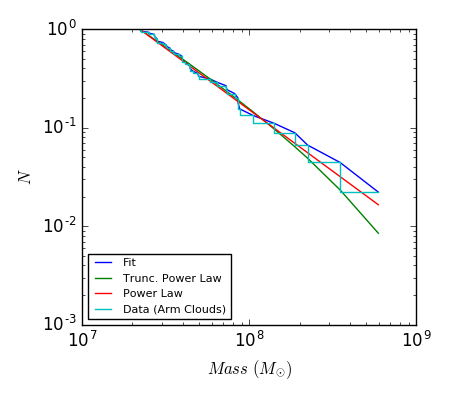 10^0
10^-1
10^-2
10^-3
N
Fit
Trunc. Power Law
Power Law
Data (Arm Clouds)
10^7
10^8
10^9
Mass (M_⊙)